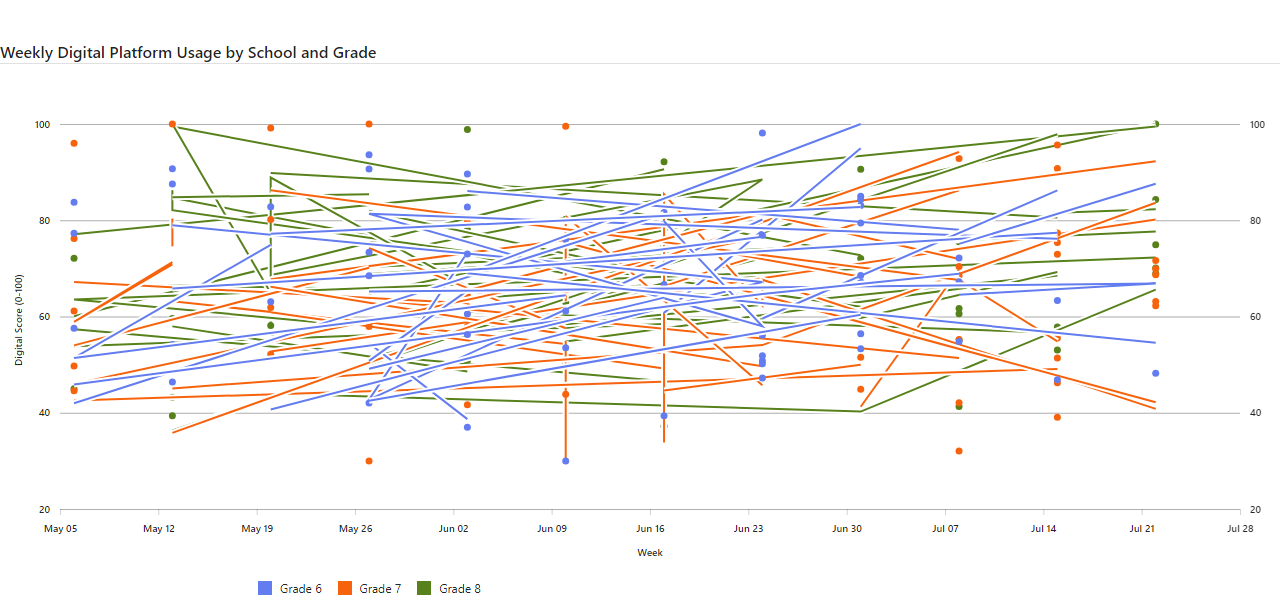 Weekly Digital Platform Usage by School and Grade
100 100
80 80
60 60
40 40
20 20
Digital Score (0-100)
May 05 May 12 May 19 May 26 Jun 02 Jun 09 Jun 16 Jun 23 Jun 30 Jul 07 Jul 14 Jul 21 Jul 28
Week
Grade 6 Grade 7 Grade 8